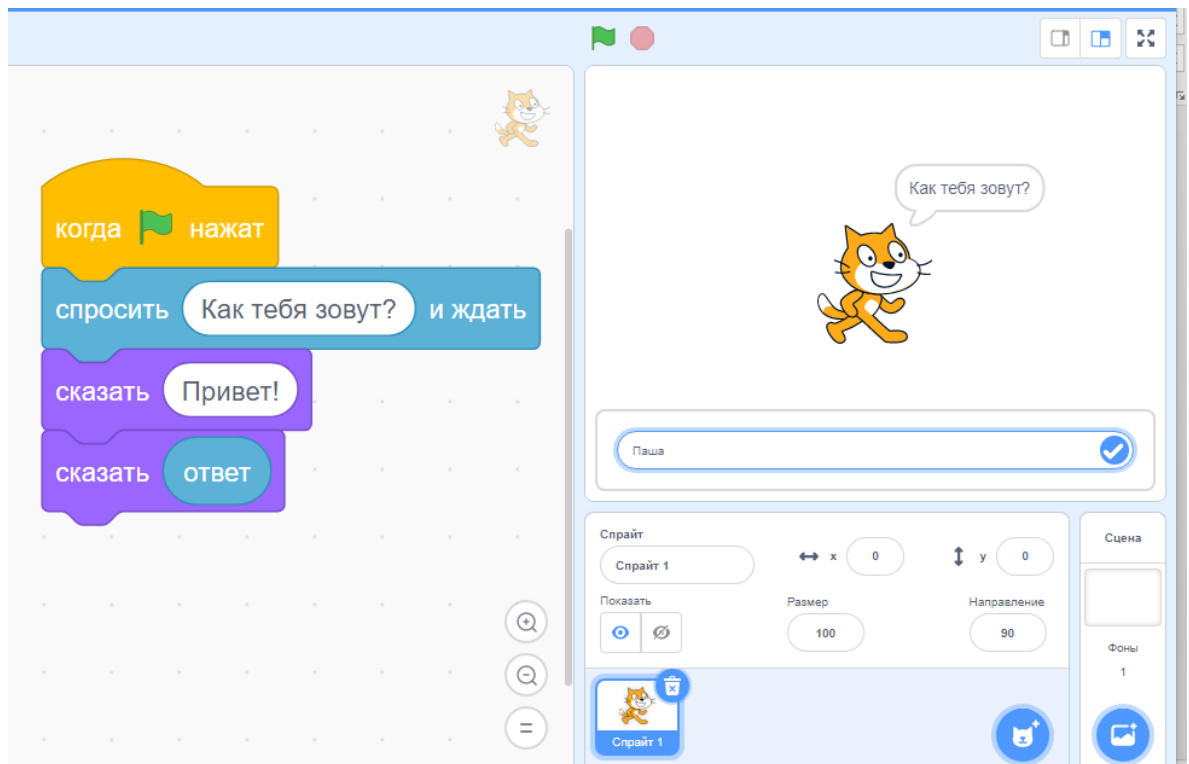 когда нажат
спросить Как тебя зовут? и ждать
сказать Привет!
сказать ответ
Как тебя зовут?
Паша
Спрайт
Спрайт 1
x 0
y 0
Показать
Размер
100
Направление
90
Спрайт 1
Сцена
Фоны
1